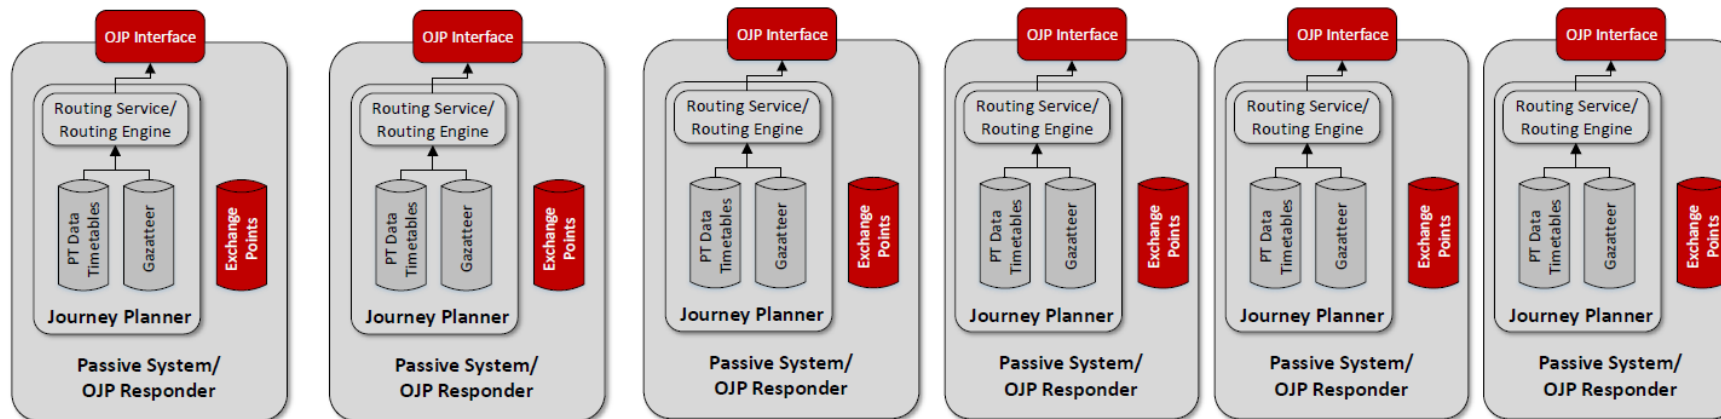 OJP Interface
Routing Service/
Routing Engine
PT Data
Timetables
Gazatteer
Exchange
Points
Journey Planner
Passive System/
OJP Responder
OJP Interface
Routing Service/
Routing Engine
PT Data
Timetables
Gazatteer
Exchange
Points
Journey Planner
Passive System/
OJP Responder
OJP Interface
Routing Service/
Routing Engine
PT Data
Timetables
Gazatteer
Exchange
Points
Journey Planner
Passive System/
OJP Responder
OJP Interface
Routing Service/
Routing Engine
PT Data
Timetables
Gazatteer
Exchange
Points
Journey Planner
Passive System/
OJP Responder
OJP Interface
Routing Service/
Routing Engine
PT Data
Timetables
Gazatteer
Exchange
Points
Journey Planner
Passive System/
OJP Responder
OJP Interface
Routing Service/
Routing Engine
PT Data
Timetables
Gazatteer
Exchange
Points
Journey Planner
Passive System/
OJP Responder